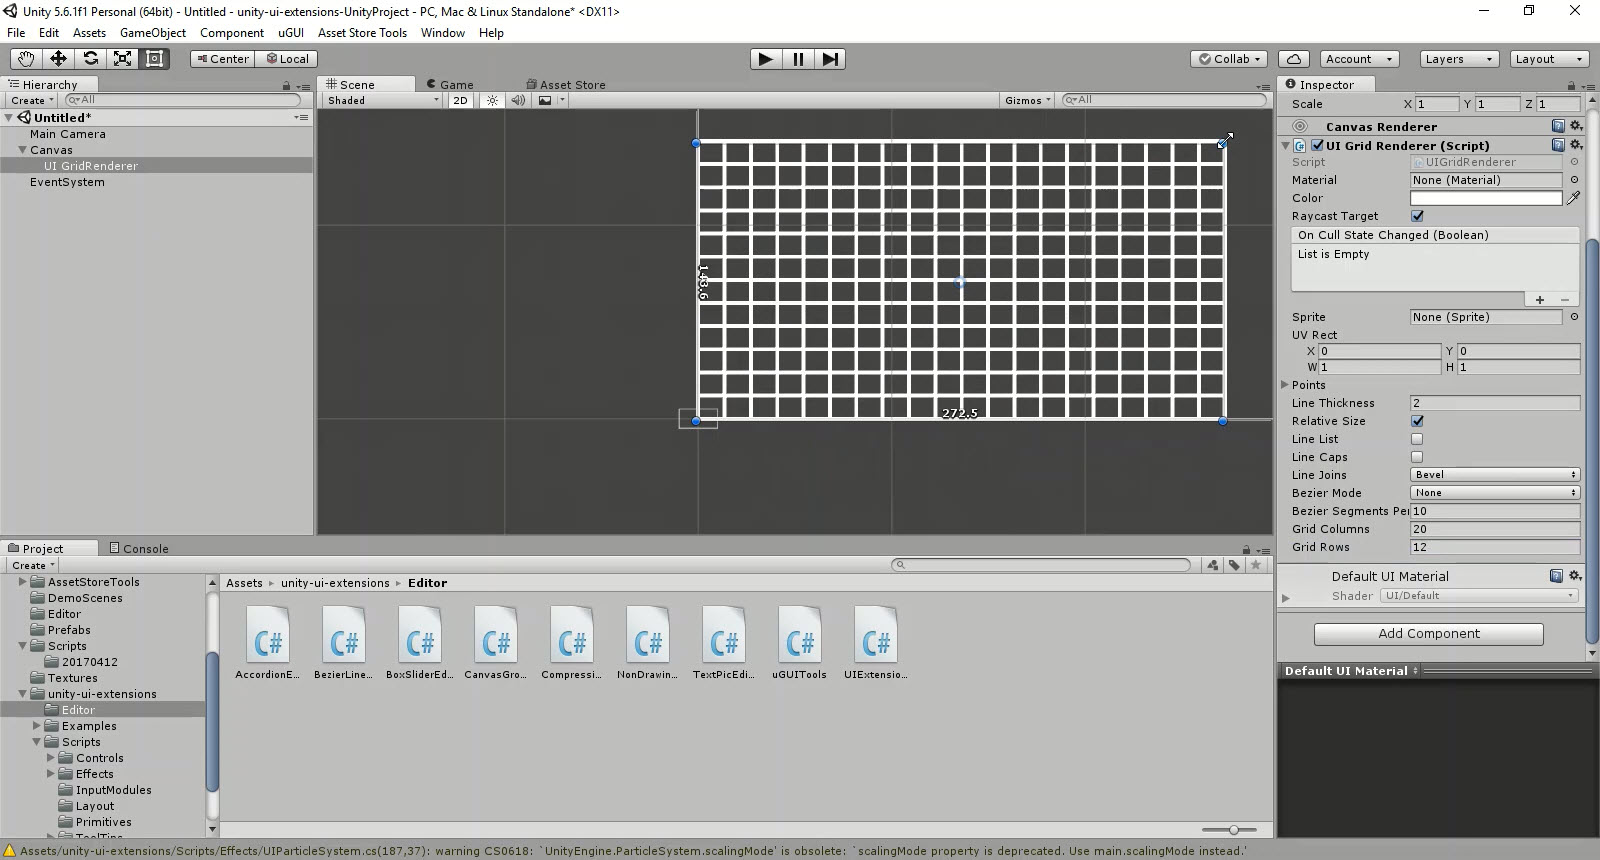 Unity 5.6.1f1 Personal (64bit) - Untitled - unity-ui-extensions-UnityProject - PC, Mac & Linux Standalone* <DX11>
File Edit Assets GameObject Component uGUI Asset Store Tools Window Help
Center Local Collab Account Layers Layout
Hierarchy
Create All
Untitled*
Main Camera
Canvas
UI GridRenderer
EventSystem
Scene Game Asset Store
Shaded 2D Gizmos All
143.6
272.5
Inspector
Scale X 1 Y 1 Z 1
Canvas Renderer
UI Grid Renderer (Script)
Script UIGridRenderer
Material None (Material)
Color
Raycast Target
On Cull State Changed (Boolean)
List is Empty
Sprite None (Sprite)
UV Rect
X 0 Y 0
W 1 H 1
Points
Line Thickness 2
Relative Size
Line List
Line Caps
Line Joins Bevel
Bezier Mode None
Bezier Segments Per 10
Grid Columns 20
Grid Rows 12
Default UI Material
Shader UI/Default
Add Component
Default UI Material
Project Console
Create
AssetStoreTools
DemoScenes
Editor
Prefabs
Scripts
20170412
Textures
unity-ui-extensions
Editor
Examples
Scripts
Controls
Effects
InputModules
Layout
Primitives
ToolTips
Assets unity-ui-extensions Editor
C# C# C# C# C# C# C# C# C#
AccordionE... BezierLine... BoxSliderEd... CanvasGro... Compressi... NonDrawin... TextPicEdi... uGUITools UIExtensio...
Assets/unity-ui-extensions/Scripts/Effects/UIParticleSystem.cs(187,37): warning CS0618: `UnityEngine.ParticleSystem.scalingMode' is obsolete: `scalingMode property is deprecated. Use main.scalingMode instead.'